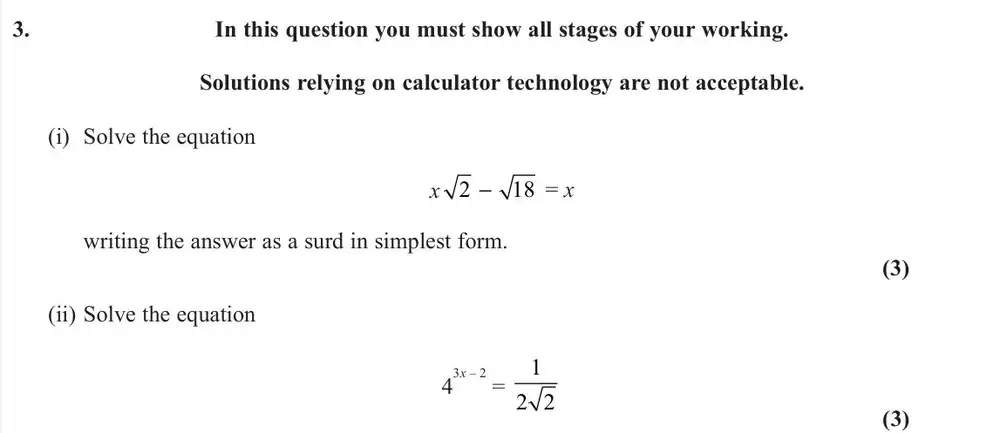 3. In this question you must show all stages of your working.
Solutions relying on calculator technology are not acceptable.
(i) Solve the equation
x√2 − √18 = x
writing the answer as a surd in simplest form.
(3)
(ii) Solve the equation
4^(3x − 2) = 1/(2√2)
(3)